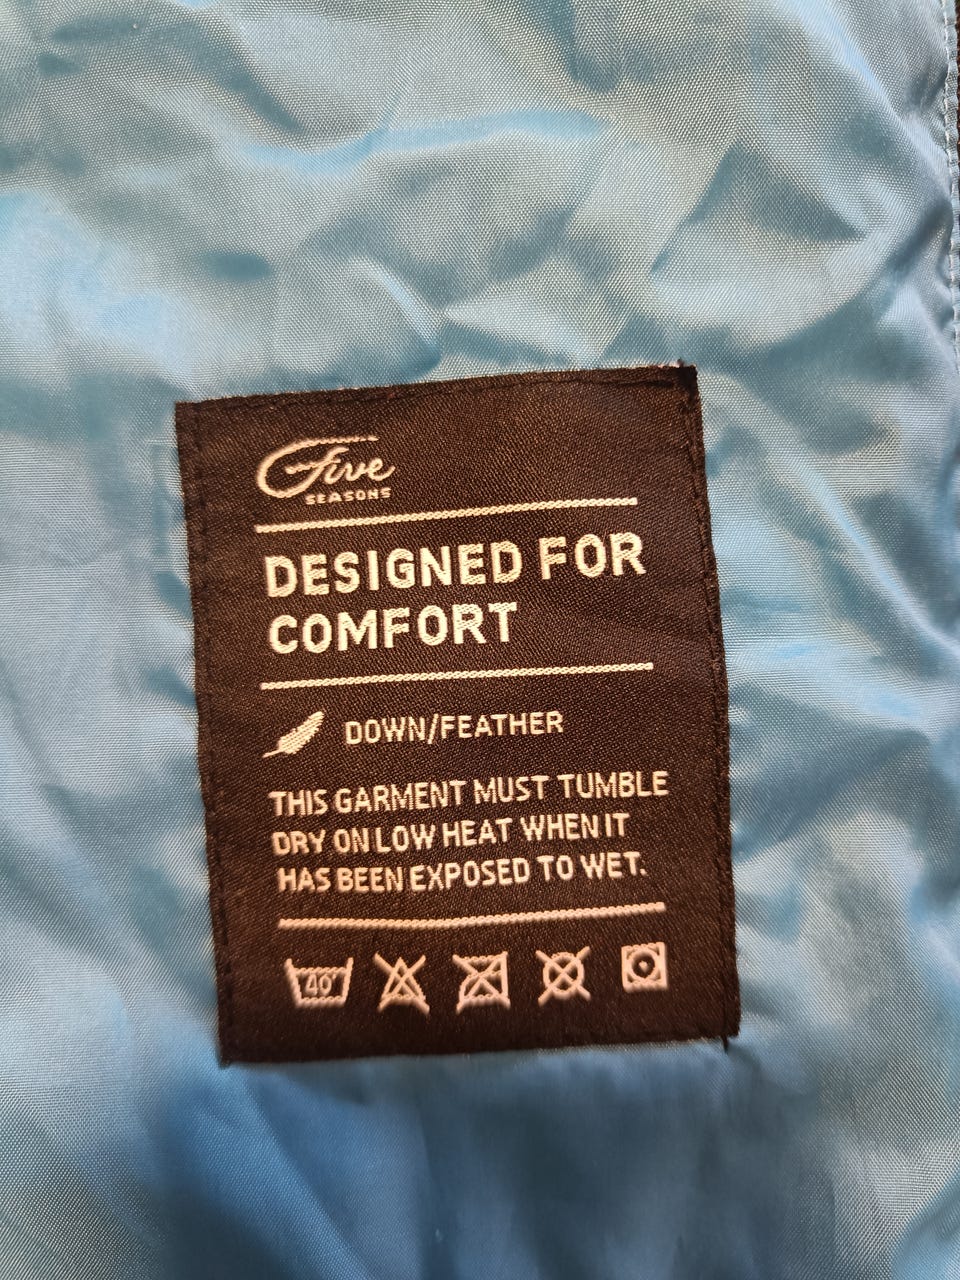 Five
SEASONS
DESIGNED FOR
COMFORT
DOWN/FEATHER
THIS GARMENT MUST TUMBLE
DRY ON LOW HEAT WHEN IT
HAS BEEN EXPOSED TO WET.
40°